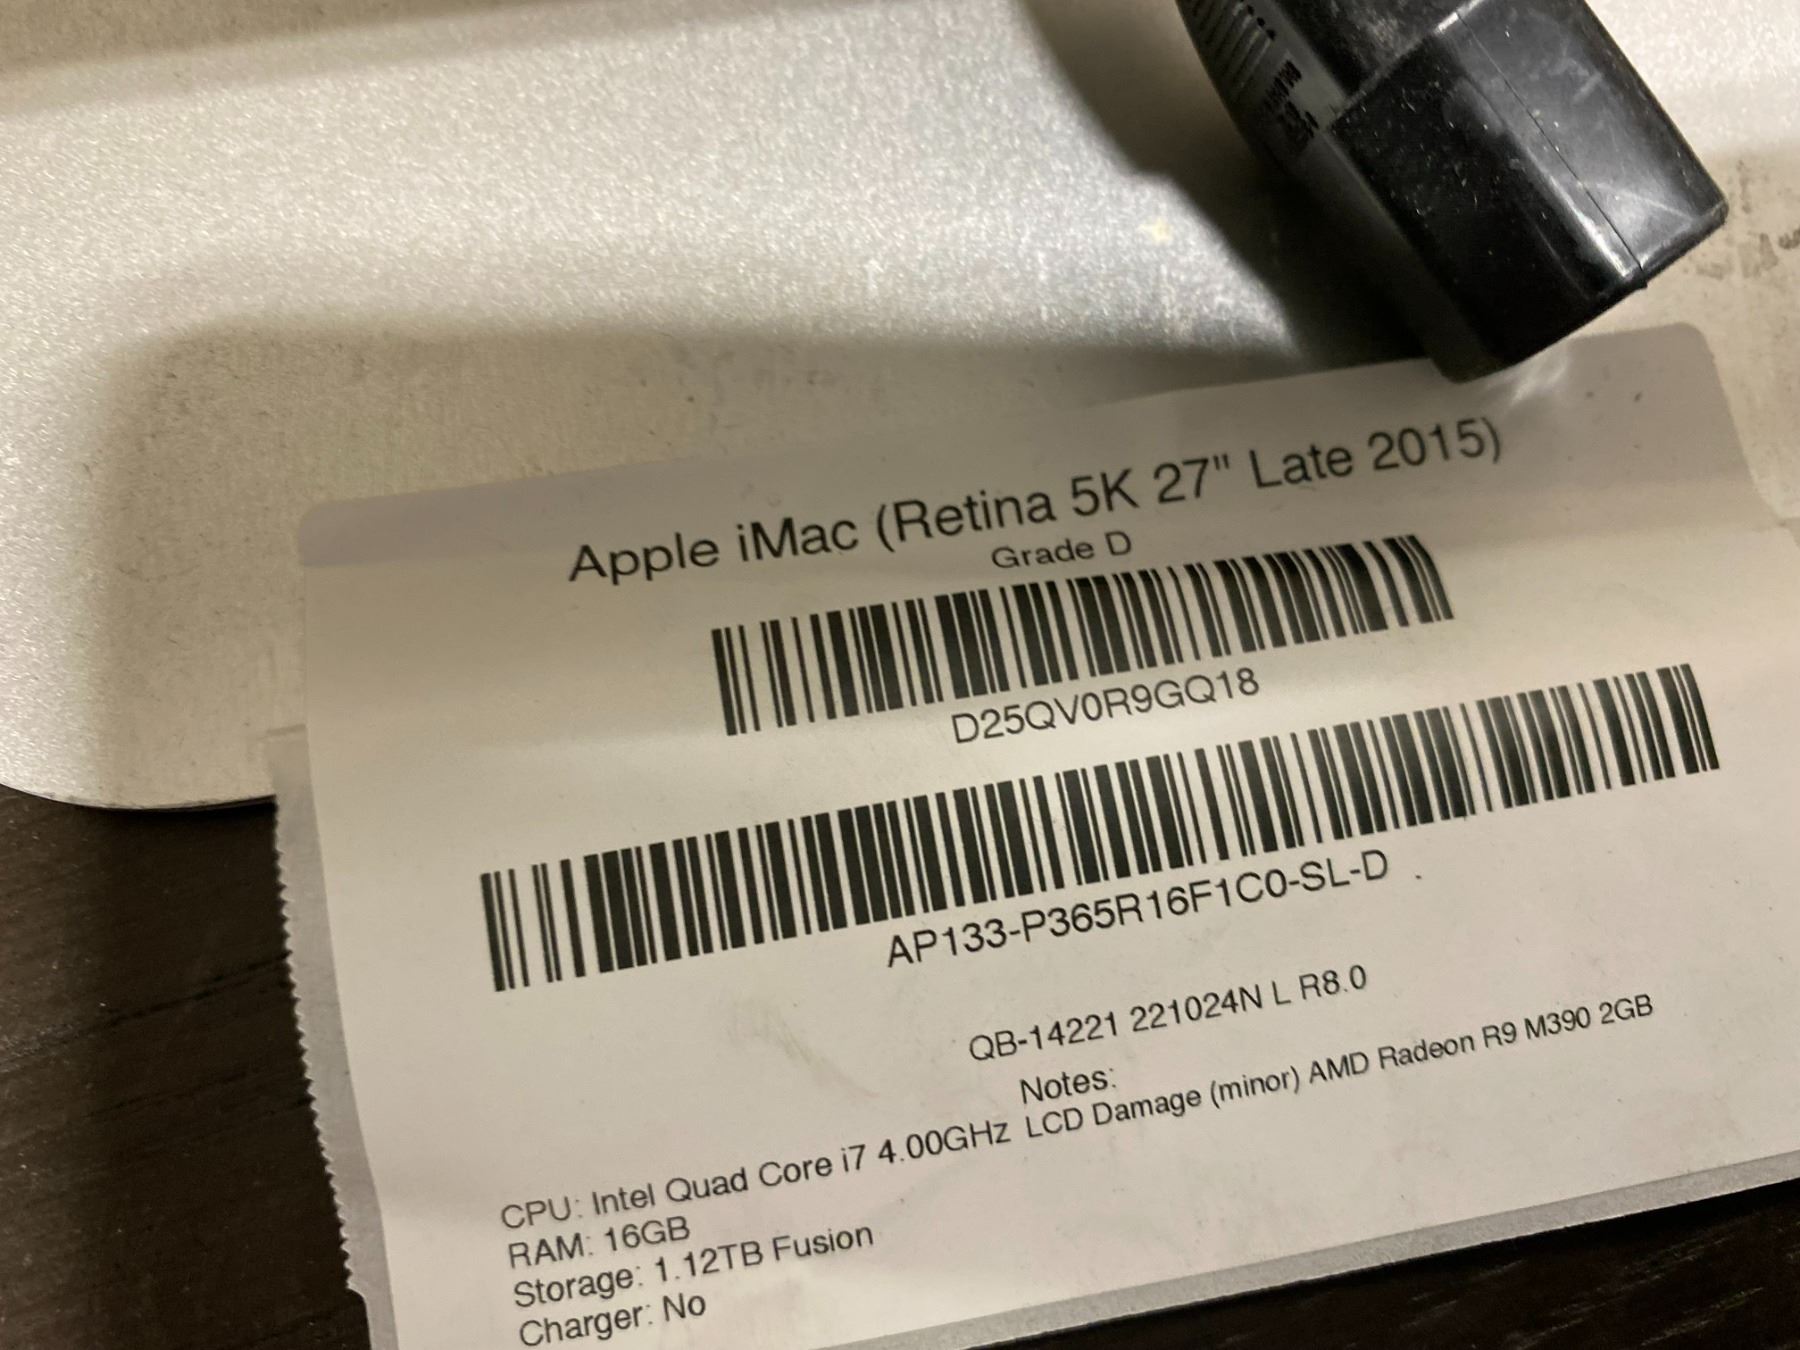 Apple iMac (Retina 5K 27" Late 2015)
Grade D
D25QV0R9GQ18
AP133-P365R16F1C0-SL-D
QB-14221 221024N L R8.0
Notes:
LCD Damage (minor) AMD Radeon R9 M390 2GB
CPU: Intel Quad Core i7 4.00GHz
RAM: 16GB
Storage: 1.12TB Fusion
Charger: No